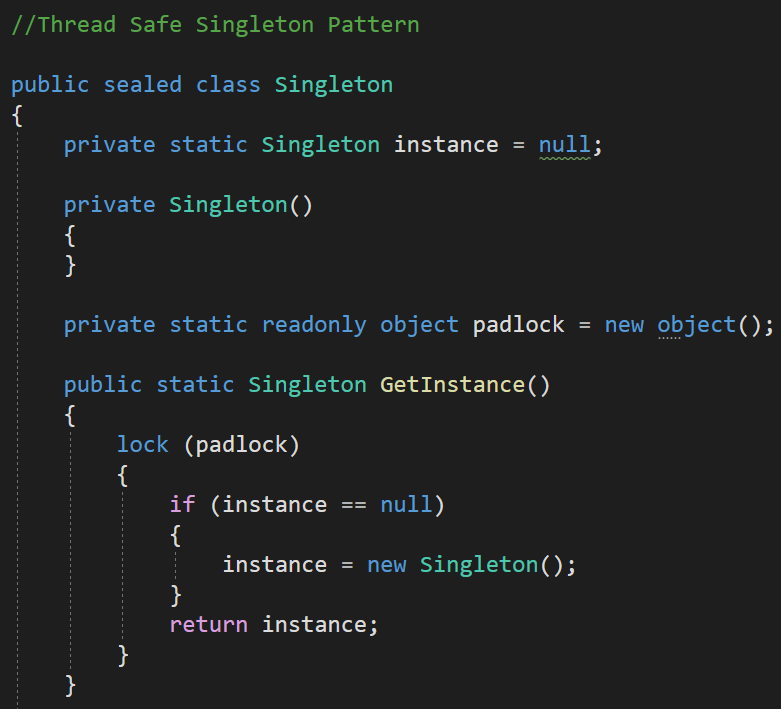 //Thread Safe Singleton Pattern
public sealed class Singleton
{
private static Singleton instance = null;
private Singleton()
{
}
private static readonly object padlock = new object();
public static Singleton GetInstance()
{
lock (padlock)
{
if (instance == null)
{
instance = new Singleton();
}
return instance;
}
}